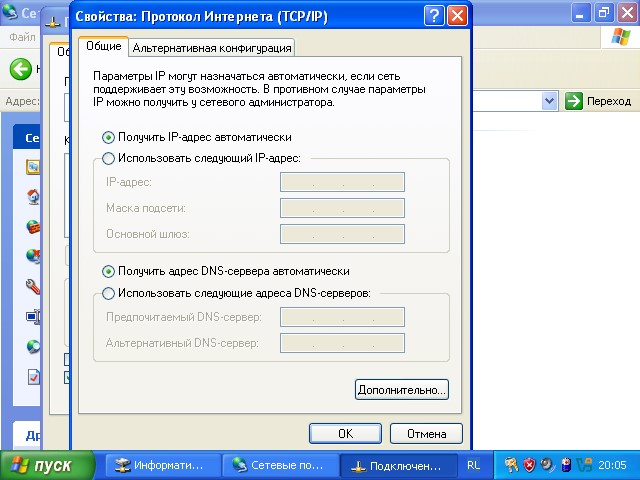 Се
Свойства: Протокол Интернета (TCP/IP)
Файл
Общие
Альтернативная конфигурация
Параметры IP могут назначаться автоматически, если сеть
поддерживает эту возможность. В противном случае параметры
IP можно получить у сетевого администратора.
Адрес:
Переход
Получить IP-адрес автоматически
Использовать следующий IP-адрес:
IP-адрес:
Маска подсети:
Основной шлюз:
Получить адрес DNS-сервера автоматически
Использовать следующие адреса DNS-серверов:
Предпочитаемый DNS-сервер:
Альтернативный DNS-сервер:
Дополнительно...
ОК
Отмена
пуск
Информати...
Сетевые по...
Подключен...
RL
20:05